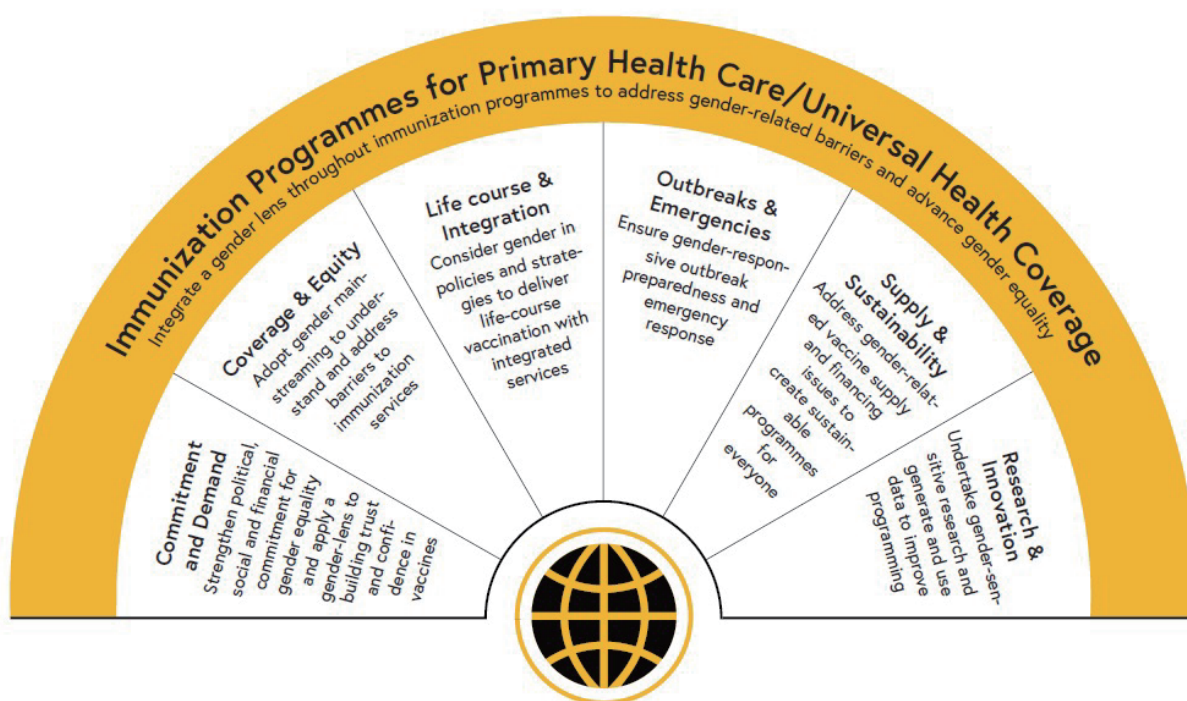 Immunization Programmes for Primary Health Care/Universal Health Coverage
Integrate a gender lens throughout immunization programmes to address gender-related barriers and advance gender equality
Commitment
and Demand
Strengthen political,
social and financial
commitment for
gender equality
and apply a
gender-lens to
building trust
and confi-
dence in
vaccines
Coverage & Equity
Adopt gender main-
streaming to under-
stand and address
barriers to
immunization
services
Life course &
Integration
Consider gender in
policies and strate-
gies to deliver
life-course
vaccination with
integrated
services
Outbreaks &
Emergencies
Ensure gender-respon-
sive outbreak
preparedness and
emergency
response
Supply &
Sustainability
Address gender-relat-
ed vaccine supply
and financing
issues to
create sustain-
able
programmes
for
everyone
Research &
Innovation
Undertake gender-sen-
sitive research and
generate and use
data to improve
programming